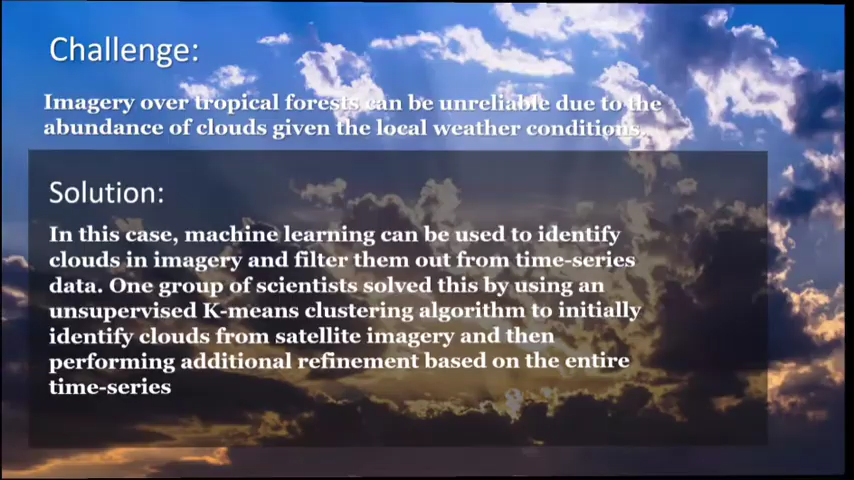 Challenge:
Imagery over tropical forests can be unreliable due to the
abundance of clouds given the local weather conditions.
Solution:
In this case, machine learning can be used to identify
clouds in imagery and filter them out from time-series
data. One group of scientists solved this by using an
unsupervised K-means clustering algorithm to initially
identify clouds from satellite imagery and then
performing additional refinement based on the entire
time-series